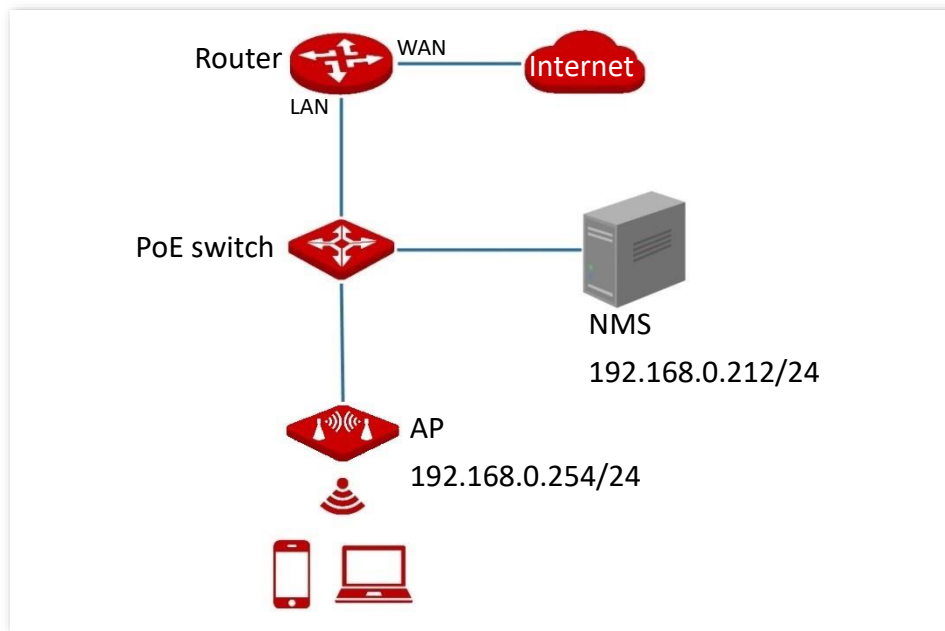 Router
WAN
Internet
LAN
PoE switch
NMS
192.168.0.212/24
AP
192.168.0.254/24